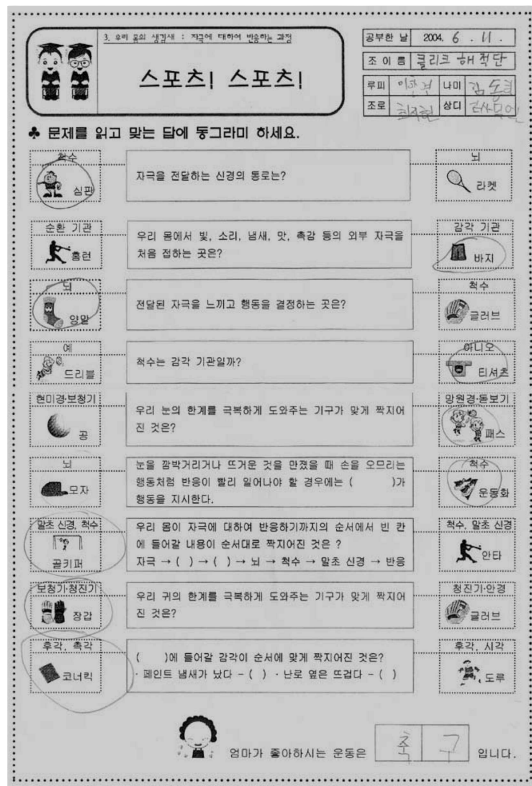 3. 우리 몸의 생김새 : 자극에 대하여 반응하는 과정
스포츠! 스포츠!
공부한 날 2004. 6. 11.
조 이 름 클리크 해적단
루피 나미 김
조로 최 상디
♣ 문제를 읽고 맞는 답에 동그라미 하세요.
척수
심판
자극을 전달하는 신경의 통로는?
뇌
라켓
순환 기관
홈런
우리 몸에서 빛, 소리, 냄새, 맛, 촉감 등의 외부 자극을
처음 접하는 곳은?
감각 기관
바지
뇌
양말
전달된 자극을 느끼고 행동을 결정하는 곳은?
척수
글러브
예
드리블
척수는 감각 기관일까?
아니오
티셔츠
현미경·보청기
공
우리 눈의 한계를 극복하게 도와주는 기구가 맞게 짝지어
진 것은?
망원경·돋보기
패스
뇌
모자
눈을 깜박거리거나 뜨거운 것을 만졌을 때 손을 오므리는
행동처럼 반응이 빨리 일어나야 할 경우에는 ( )가
행동을 지시한다.
척수
운동화
말초 신경, 척수
골키퍼
우리 몸이 자극에 대하여 반응하기까지의 순서에서 빈 칸
에 들어갈 내용이 순서대로 짝지어진 것은 ?
자극 → ( ) → ( ) → 뇌 → 척수 → 말초 신경 → 반응
척수, 말초 신경
안타
보청기·청진기
장갑
우리 귀의 한계를 극복하게 도와주는 기구가 맞게 짝지어
진 것은?
청진기·안경
글러브
후각, 촉각
코너킥
( )에 들어갈 감각이 순서에 맞게 짝지어진 것은?
· 페인트 냄새가 났다 - ( ) · 난로 옆은 뜨겁다 - ( )
후각, 시각
도루
엄마가 좋아하시는 운동은 축 구 입니다.